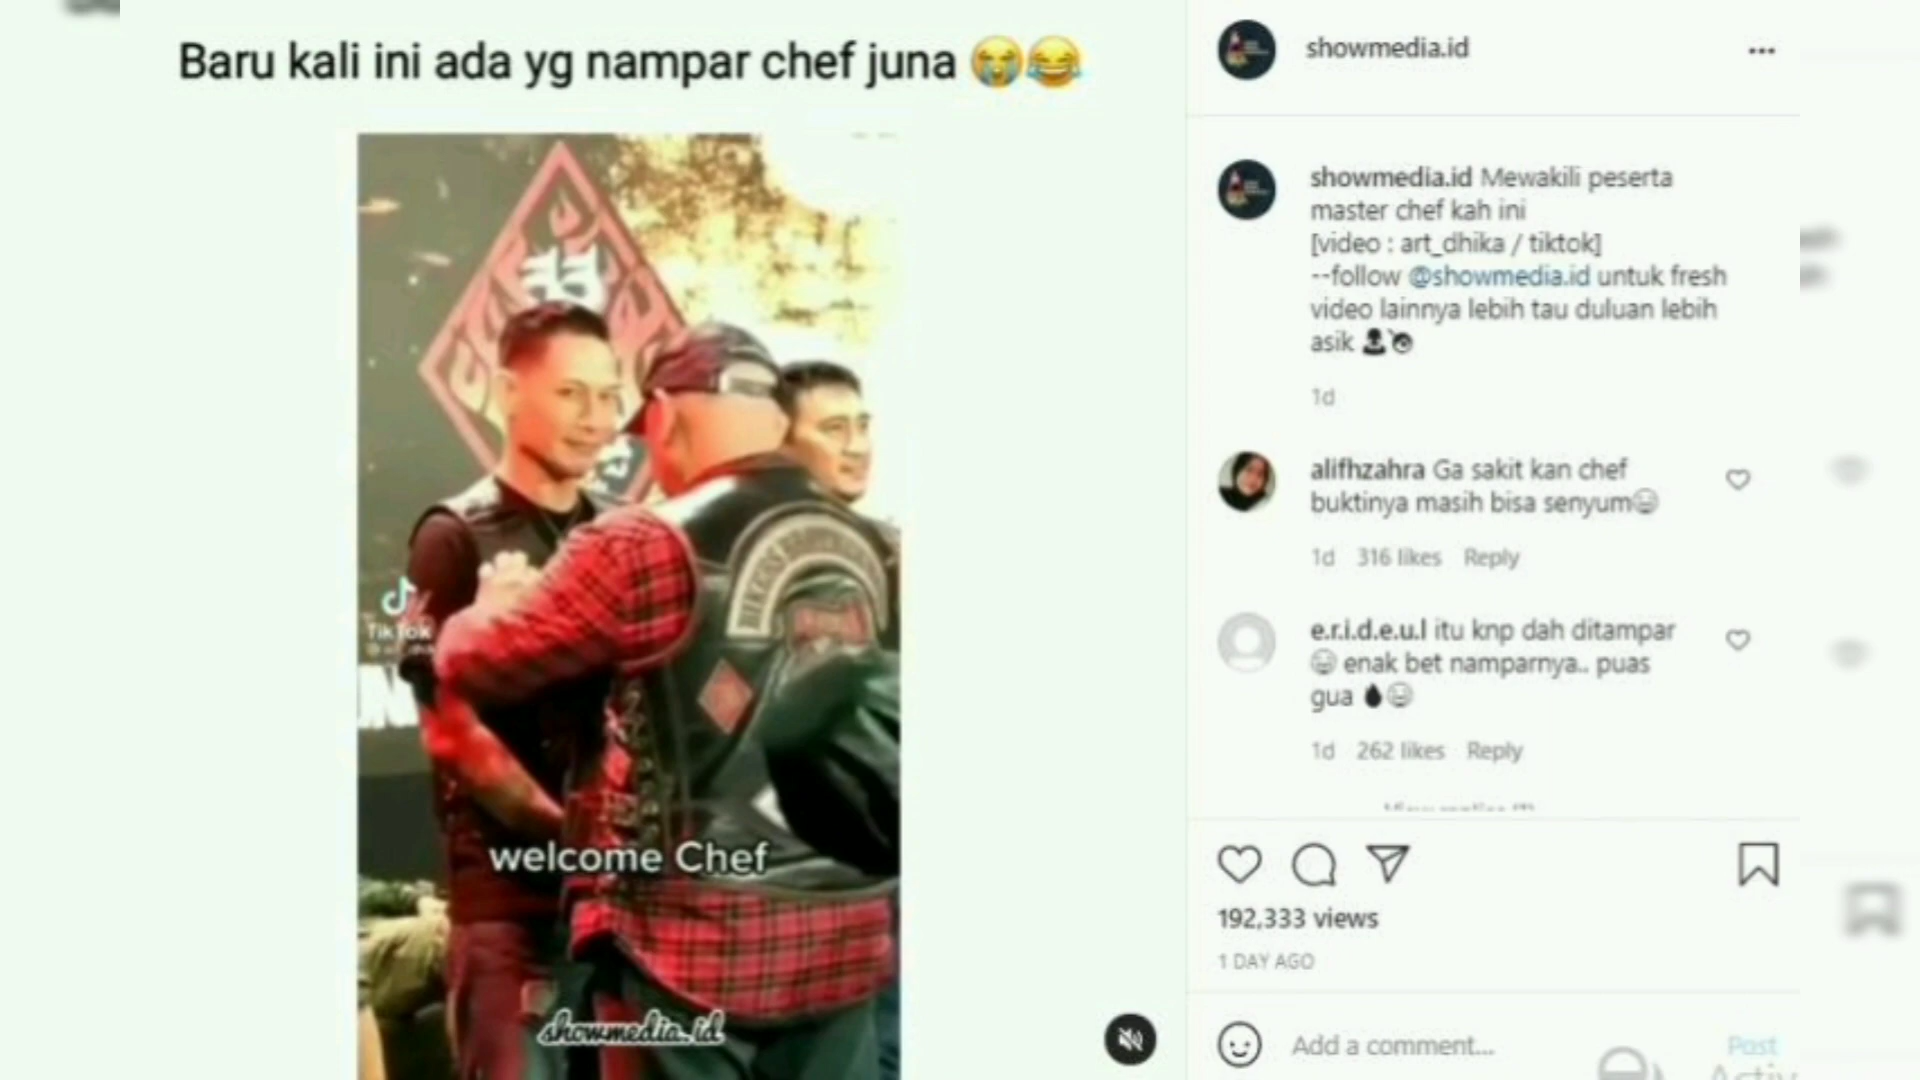 Baru kali ini ada yg nampar chef juna 😭😂
BIKERS BROTHERHOOD
TikTok
welcome Chef
showmedia.id
showmedia.id
showmedia.id Mewakili peserta
master chef kah ini
[video : art_dhika / tiktok]
--follow @showmedia.id untuk fresh
video lainnya lebih tau duluan lebih
asik
1d
alifhzahra Ga sakit kan chef
buktinya masih bisa senyum
1d 316 likes Reply
e.r.i.d.e.u.l itu knp dah ditampar
enak bet namparnya.. puas
gua
1d 262 likes Reply
192,333 views
1 DAY AGO
Add a comment...
Post